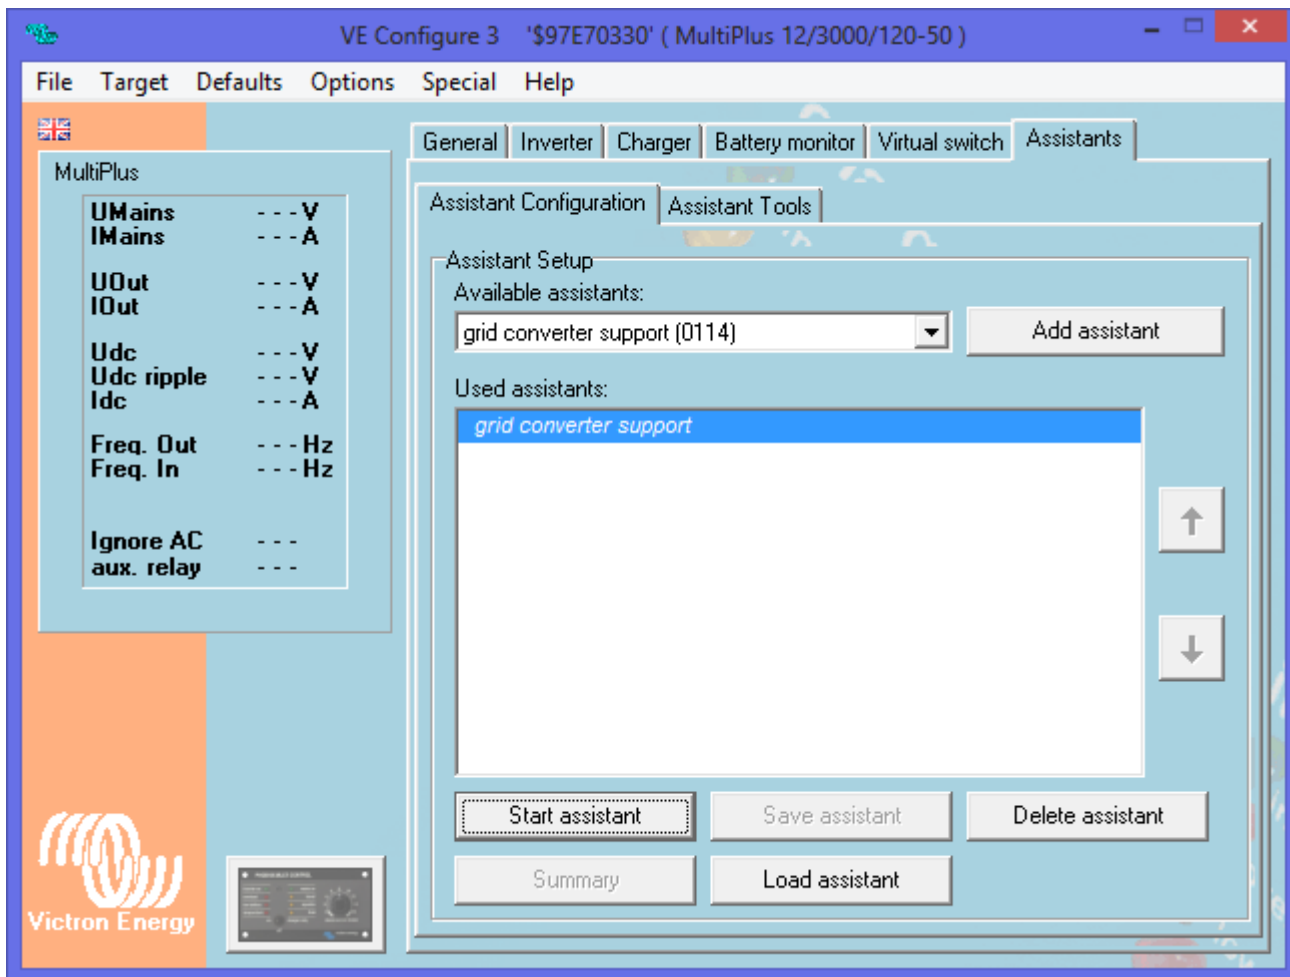 VE Configure 3 '$97E70330' ( MultiPlus 12/3000/120-50 )
File Target Defaults Options Special Help
General Inverter Charger Battery monitor Virtual switch Assistants
MultiPlus
UMains - - - V
IMains - - - A
UOut - - - V
IOut - - - A
Udc - - - V
Udc ripple - - - V
Idc - - - A
Freq. Out - - - Hz
Freq. In - - - Hz
Ignore AC - - -
aux. relay - - -
Assistant Configuration Assistant Tools
Assistant Setup
Available assistants:
grid converter support (0114)
Add assistant
Used assistants:
grid converter support
Start assistant Save assistant Delete assistant
Summary Load assistant
Victron Energy